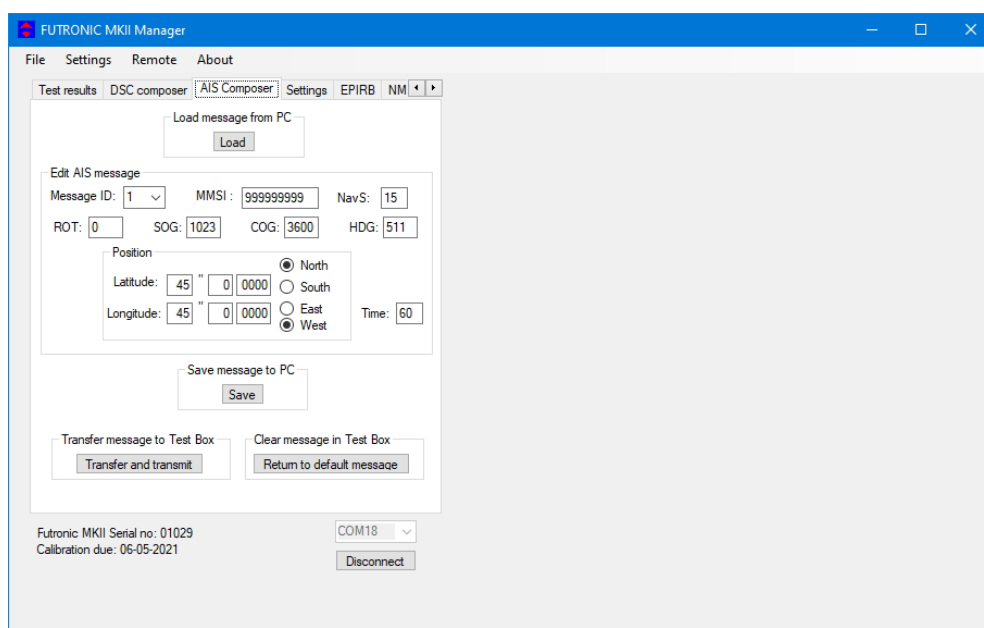 FUTRONIC MKII Manager
File Settings Remote About
Test results DSC composer AIS Composer Settings EPIRB NM
Load message from PC
Load
Edit AIS message
Message ID: 1 MMSI : 999999999 NavS: 15
ROT: 0 SOG: 1023 COG: 3600 HDG: 511
Position
North
Latitude: 45 " 0 0000
South
Longitude: 45 " 0 0000
East
Time: 60
West
Save message to PC
Save
Transfer message to Test Box Clear message in Test Box
Transfer and transmit Return to default message
Futronic MKII Serial no: 01029 COM18
Calibration due: 06-05-2021
Disconnect